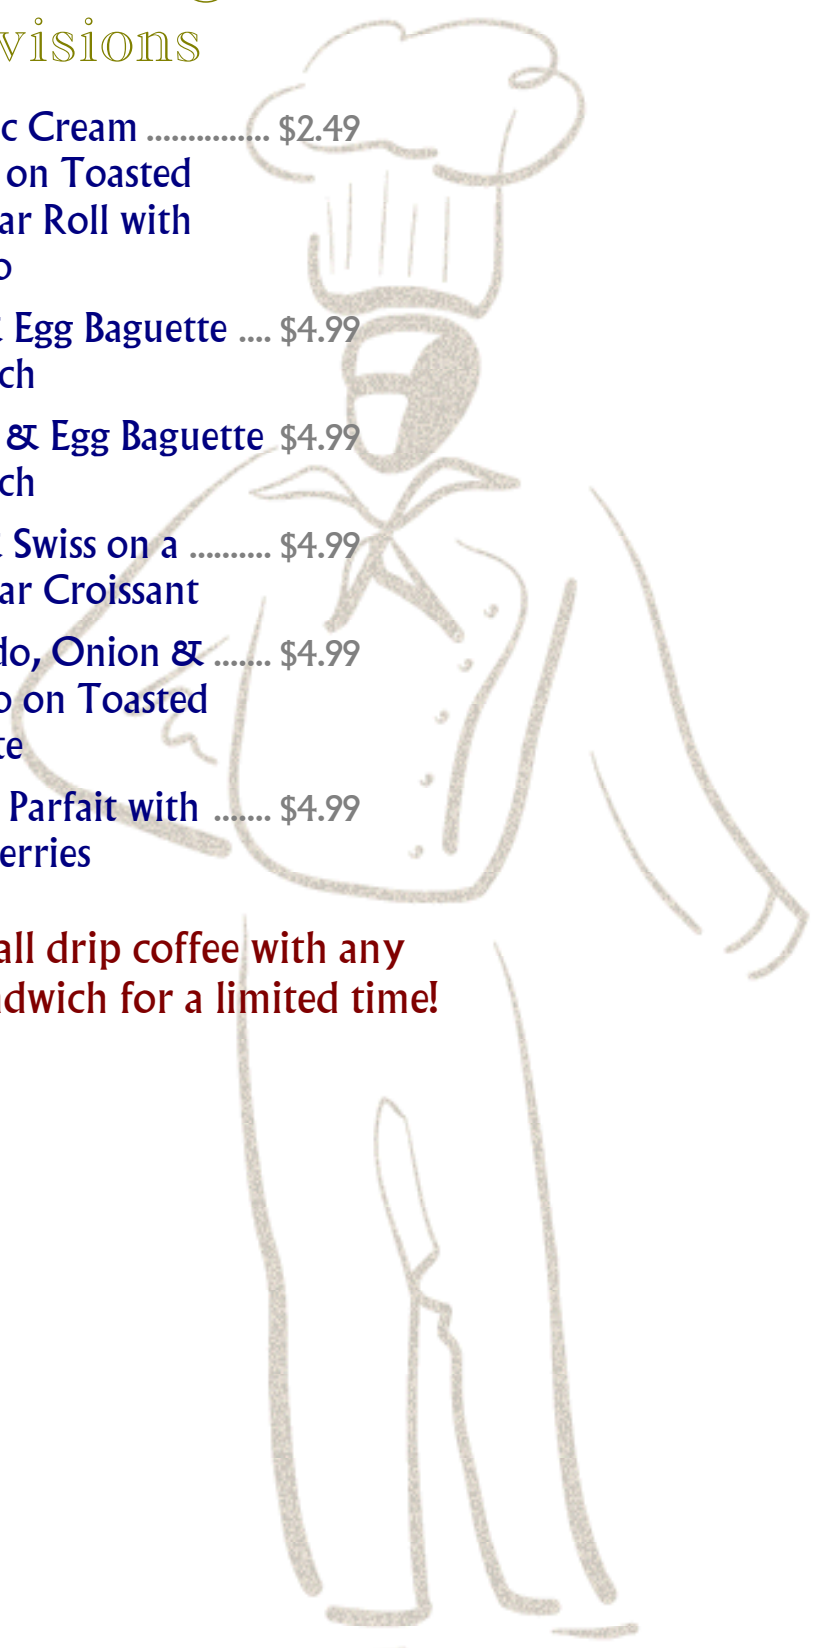 visions
c Cream ............... $2.49
on Toasted
ar Roll with
o
& Egg Baguette .... $4.99
ch
& Egg Baguette $4.99
ch
& Swiss on a .......... $4.99
ar Croissant
do, Onion & ....... $4.99
o on Toasted
te
Parfait with ....... $4.99
erries
all drip coffee with any
ndwich for a limited time!